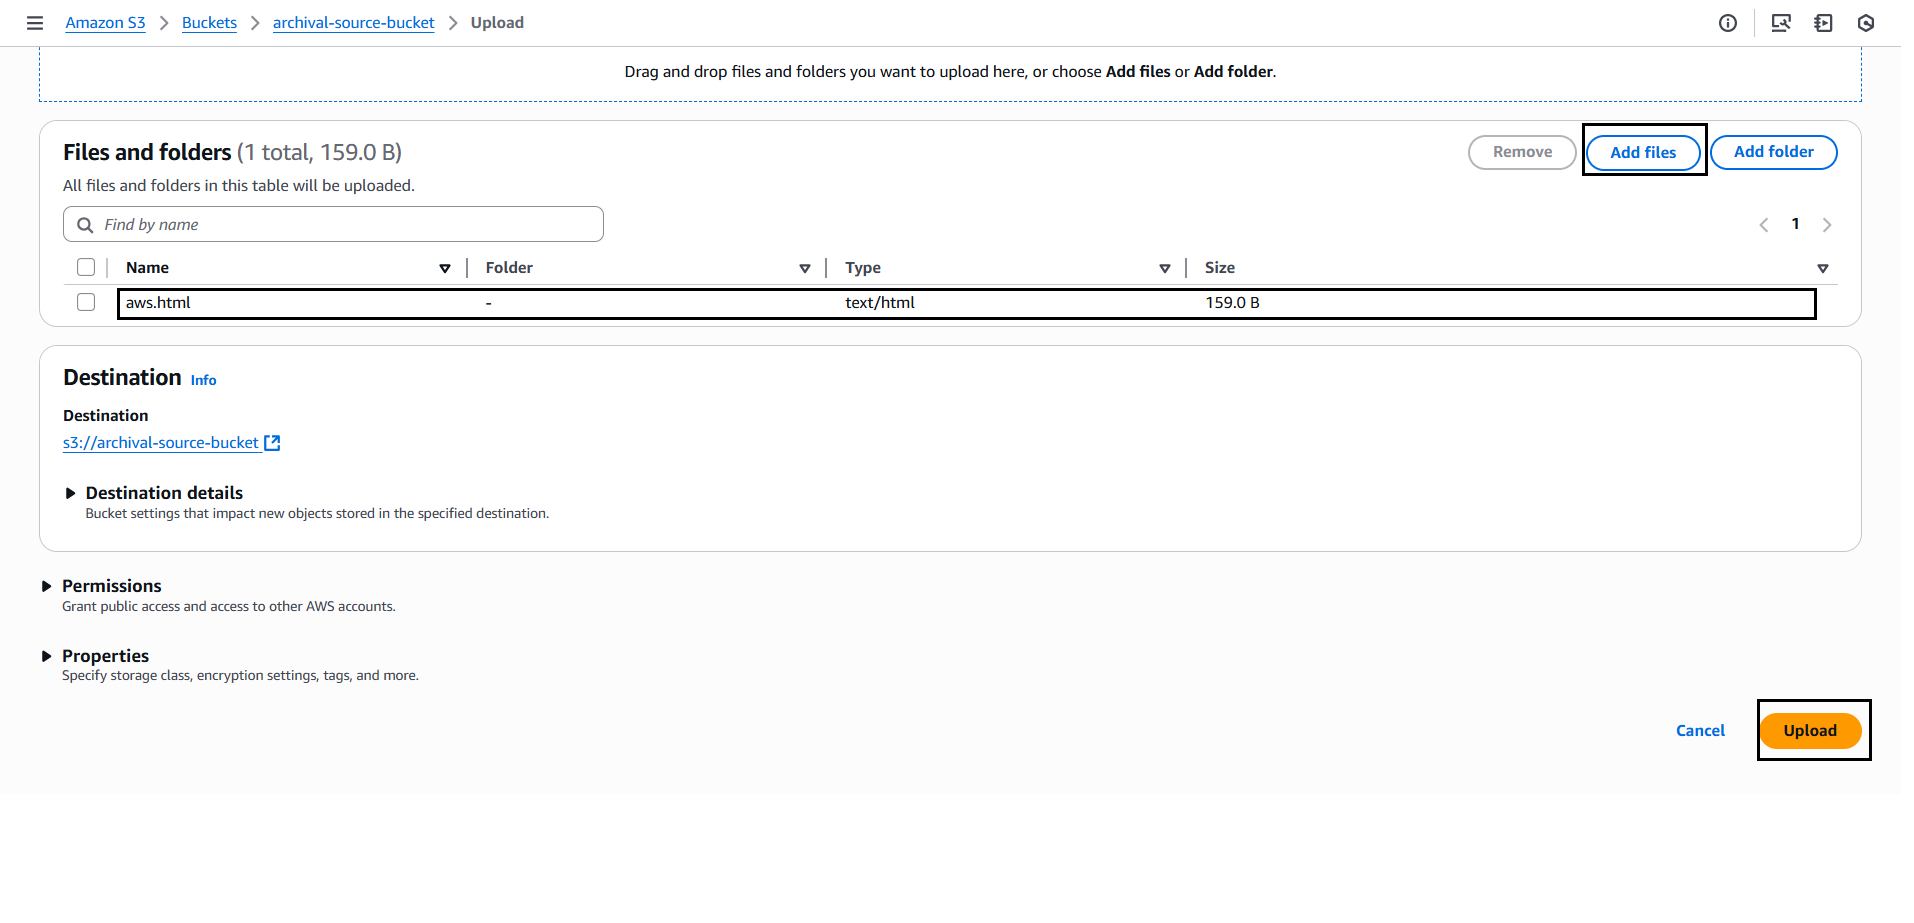 Amazon S3 > Buckets > archival-source-bucket > Upload
Drag and drop files and folders you want to upload here, or choose Add files or Add folder.
Files and folders (1 total, 159.0 B)
Remove Add files Add folder
All files and folders in this table will be uploaded.
Find by name
1
Name Folder Type Size
aws.html - text/html 159.0 B
Destination Info
Destination
s3://archival-source-bucket
Destination details
Bucket settings that impact new objects stored in the specified destination.
Permissions
Grant public access and access to other AWS accounts.
Properties
Specify storage class, encryption settings, tags, and more.
Cancel Upload